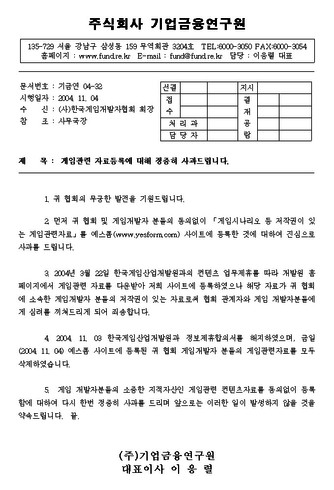 주식회사 기업금융연구원
135-729 서울 강남구 삼성동 159 무역회관 3204호 TEL:6000-3050 FAX:6000-3054
홈페이지 : www.fund.re.kr E-mail : fund@fund.re.kr 담당 : 이응렬 대표
문서번호 : 기금연 04-32
시행일자 : 2004. 11. 04
수 신 : (사)한국게임개발자협회 회장
참 조 : 사무국장
선결 지시
접수 결재공람
처 리 과
담 당 자
제 목 : 게임관련 자료등록에 대해 정중히 사과드립니다.
1. 귀 협회의 무궁한 발전을 기원드립니다.
2. 먼저 귀 협회 및 게임개발자 분들의 동의없이 「게임시나리오 등 저작권이 있
는 게임관련자료」를 예스폼(www.yesform.com) 사이트에 등록한 것에 대하여 진심으로
사과를 드립니다.
3. 2004년 3월 22일 한국게임산업개발원과의 컨텐츠 업무제휴를 따라 개발원 홈
페이지에서 게임관련 자료를 다운받아 저희 사이트에 등록하였으나 해당 자료가 귀 협회
에 소속한 게임개발자 분들의 저작권이 있는 자료로써 협회 관계자와 게임 개발자분들에
게 심려를 끼쳐드리게 되어 죄송합니다.
4. 2004. 11. 03 한국게임산업개발원과 정보제휴합의서를 해지하였으며, 금일
(2004. 11. 04) 예스폼 사이트에 등록된 귀 협회 게임개발자 분들의 게임관련자료를 모두
삭제하였습니다.
5. 게임 개발자분들의 소중한 지적자산인 게임관련 컨텐츠자료를 동의없이 등록
함에 대하여 다시 한번 정중히 사과를 드리며 앞으로는 이러한 일이 발생하지 않을 것을
약속드립니다. 끝.
(주)기업금융연구원
대표이사 이 응 렬